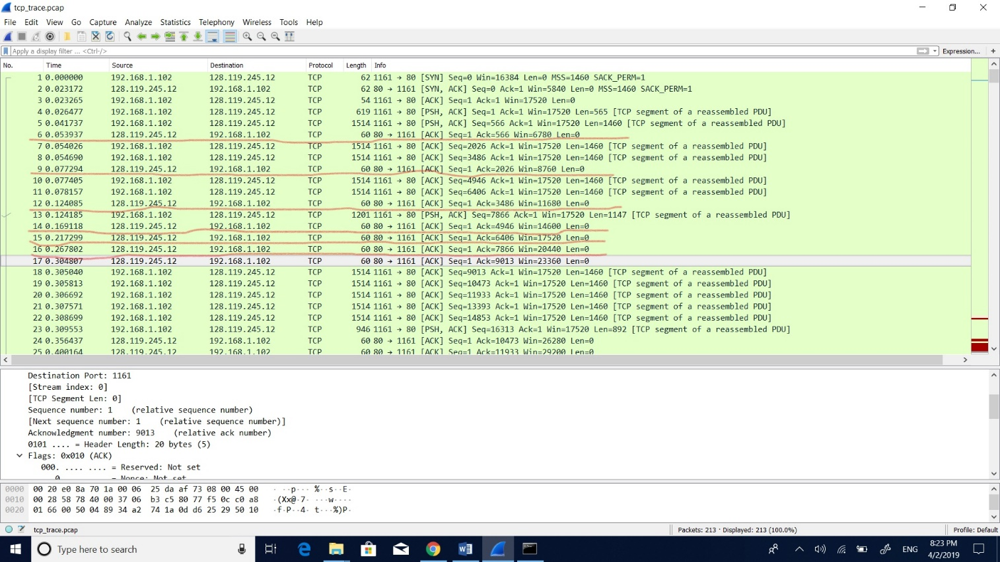 tcp_trace.pcap
File Edit View Go Capture Analyze Statistics Telephony Wireless Tools Help
Apply a display filter ... <Ctrl-/> Expression... +
No. Time Source Destination Protocol Length Info
1 0.000000 192.168.1.102 128.119.245.12 TCP 62 1161 → 80 [SYN] Seq=0 Win=16384 Len=0 MSS=1460 SACK_PERM=1
2 0.023172 128.119.245.12 192.168.1.102 TCP 62 80 → 1161 [SYN, ACK] Seq=0 Ack=1 Win=5840 Len=0 MSS=1460 SACK_PERM=1
3 0.023265 192.168.1.102 128.119.245.12 TCP 54 1161 → 80 [ACK] Seq=1 Ack=1 Win=17520 Len=0
4 0.026477 192.168.1.102 128.119.245.12 TCP 619 1161 → 80 [PSH, ACK] Seq=1 Ack=1 Win=17520 Len=565 [TCP segment of a reassembled PDU]
5 0.041737 192.168.1.102 128.119.245.12 TCP 1514 1161 → 80 [PSH, ACK] Seq=566 Ack=1 Win=17520 Len=1460 [TCP segment of a reassembled PDU]
6 0.053937 128.119.245.12 192.168.1.102 TCP 60 80 → 1161 [ACK] Seq=1 Ack=566 Win=6780 Len=0
7 0.054026 192.168.1.102 128.119.245.12 TCP 1514 1161 → 80 [ACK] Seq=2026 Ack=1 Win=17520 Len=1460 [TCP segment of a reassembled PDU]
8 0.054690 192.168.1.102 128.119.245.12 TCP 1514 1161 → 80 [ACK] Seq=3486 Ack=1 Win=17520 Len=1460 [TCP segment of a reassembled PDU]
9 0.077294 128.119.245.12 192.168.1.102 TCP 60 80 → 1161 [ACK] Seq=1 Ack=2026 Win=8760 Len=0
10 0.077405 192.168.1.102 128.119.245.12 TCP 1514 1161 → 80 [ACK] Seq=4946 Ack=1 Win=17520 Len=1460 [TCP segment of a reassembled PDU]
11 0.078157 192.168.1.102 128.119.245.12 TCP 1514 1161 → 80 [ACK] Seq=6406 Ack=1 Win=17520 Len=1460 [TCP segment of a reassembled PDU]
12 0.124085 128.119.245.12 192.168.1.102 TCP 60 80 → 1161 [ACK] Seq=1 Ack=3486 Win=11680 Len=0
13 0.124185 192.168.1.102 128.119.245.12 TCP 1201 1161 → 80 [PSH, ACK] Seq=7866 Ack=1 Win=17520 Len=1147 [TCP segment of a reassembled PDU]
14 0.169118 128.119.245.12 192.168.1.102 TCP 60 80 → 1161 [ACK] Seq=1 Ack=4946 Win=14600 Len=0
15 0.217299 128.119.245.12 192.168.1.102 TCP 60 80 → 1161 [ACK] Seq=1 Ack=6406 Win=17520 Len=0
16 0.267802 128.119.245.12 192.168.1.102 TCP 60 80 → 1161 [ACK] Seq=1 Ack=7866 Win=20440 Len=0
17 0.304807 128.119.245.12 192.168.1.102 TCP 60 80 → 1161 [ACK] Seq=1 Ack=9013 Win=23360 Len=0
18 0.305040 192.168.1.102 128.119.245.12 TCP 1514 1161 → 80 [ACK] Seq=9013 Ack=1 Win=17520 Len=1460 [TCP segment of a reassembled PDU]
19 0.305813 192.168.1.102 128.119.245.12 TCP 1514 1161 → 80 [ACK] Seq=10473 Ack=1 Win=17520 Len=1460 [TCP segment of a reassembled PDU]
20 0.306692 192.168.1.102 128.119.245.12 TCP 1514 1161 → 80 [ACK] Seq=11933 Ack=1 Win=17520 Len=1460 [TCP segment of a reassembled PDU]
21 0.307571 192.168.1.102 128.119.245.12 TCP 1514 1161 → 80 [ACK] Seq=13393 Ack=1 Win=17520 Len=1460 [TCP segment of a reassembled PDU]
22 0.308699 192.168.1.102 128.119.245.12 TCP 1514 1161 → 80 [ACK] Seq=14853 Ack=1 Win=17520 Len=1460 [TCP segment of a reassembled PDU]
23 0.309553 192.168.1.102 128.119.245.12 TCP 946 1161 → 80 [PSH, ACK] Seq=16313 Ack=1 Win=17520 Len=892 [TCP segment of a reassembled PDU]
24 0.356437 128.119.245.12 192.168.1.102 TCP 60 80 → 1161 [ACK] Seq=1 Ack=10473 Win=26280 Len=0
25 0.400164 128.119.245.12 192.168.1.102 TCP 60 80 → 1161 [ACK] Seq=1 Ack=11933 Win=29200 Len=0
Destination Port: 1161
[Stream index: 0]
[TCP Segment Len: 0]
Sequence number: 1 (relative sequence number)
[Next sequence number: 1 (relative sequence number)]
Acknowledgment number: 9013 (relative ack number)
0101 .... = Header Length: 20 bytes (5)
Flags: 0x010 (ACK)
000. .... .... = Reserved: Not set
= Nonce: Not set
0000 00 20 e0 8a 70 1a 00 06 25 da af 73 08 00 45 00 · ··p··· %··s··E·
0010 00 28 58 78 40 00 37 06 b3 c5 80 77 f5 0c c0 a8 ·(Xx@·7· ···w····
0020 01 66 00 50 04 89 34 a2 74 1a 0d d6 25 29 50 10 ·f·P··4· t···%)P·
tcp_trace.pcap Packets: 213 · Displayed: 213 (100.0%) Profile: Default
Type here to search ENG 8:23 PM
4/2/2019